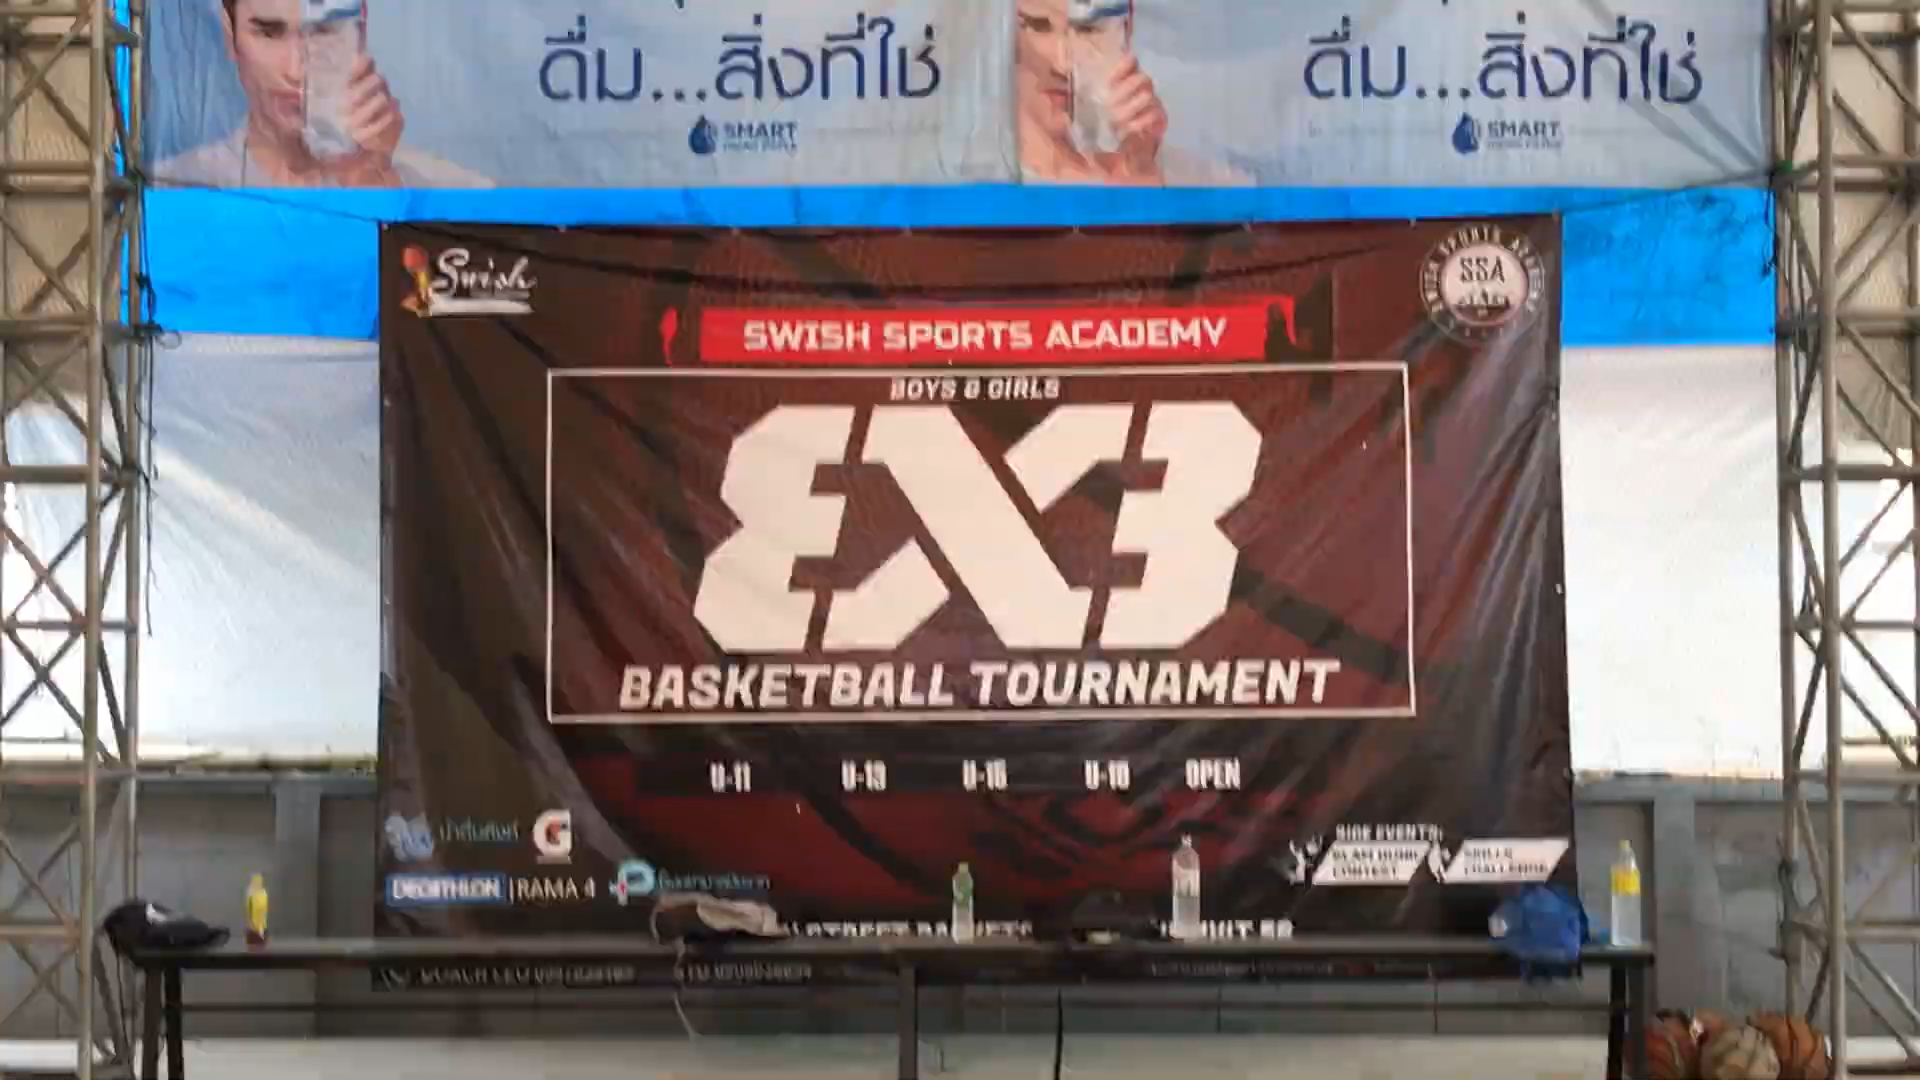 ดื่ม...สิ่งที่ใช่
SMART
ดื่ม...สิ่งที่ใช่
SMART
Swish
SSA
SWISH SPORTS ACADEMY
BOYS & GIRLS
3X3
BASKETBALL TOURNAMENT
U-11 U-13 U-16 U-18 OPEN
G
SIDE EVENTS:
SLAM DUNK CONTEST
SKILLS CHALLENGE
DECATHLON | RAMA 4